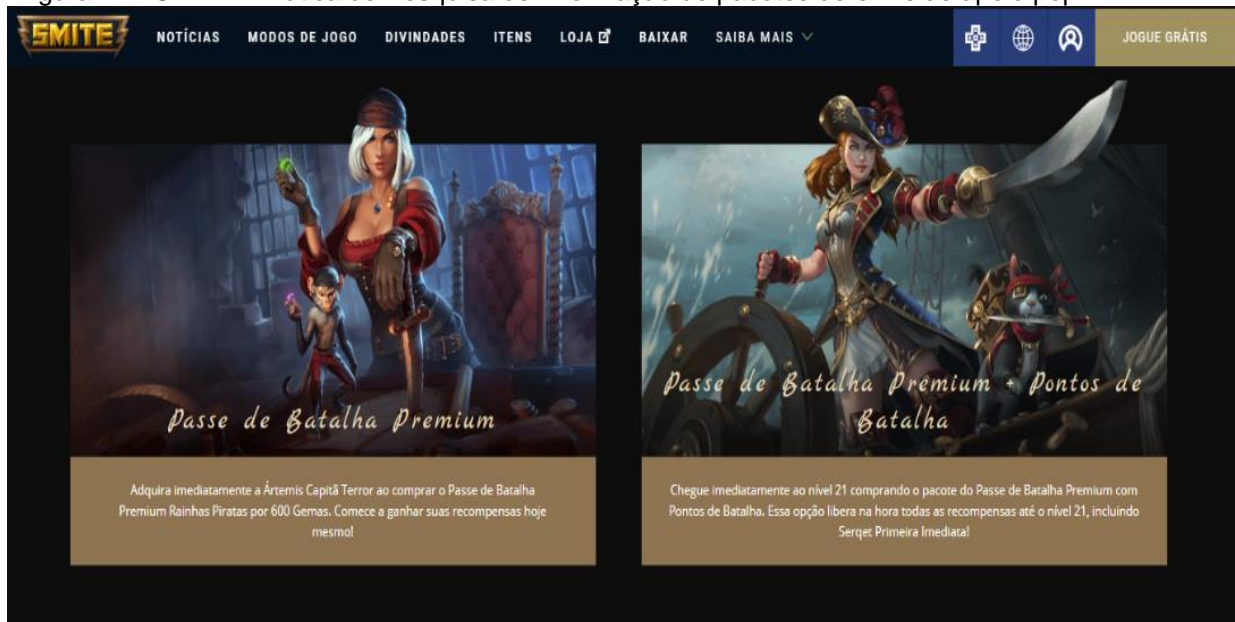 SMITE NOTÍCIAS MODOS DE JOGO DIVINDADES ITENS LOJA BAIXAR SAIBA MAIS JOGUE GRÁTIS
Passe de Batalha Premium
Adquira imediatamente a Ártemis Capitã Terror ao comprar o Passe de Batalha
Premium Rainhas Piratas por 600 Gemas. Comece a ganhar suas recompensas hoje
mesmo!
Passe de Batalha Premium + Pontos de
Batalha
Chegue imediatamente ao nível 21 comprando o pacote do Passe de Batalha Premium com
Pontos de Batalha. Essa opção libera na hora todas as recompensas até o nível 21, incluindo
Serqet Primeira Imediata!